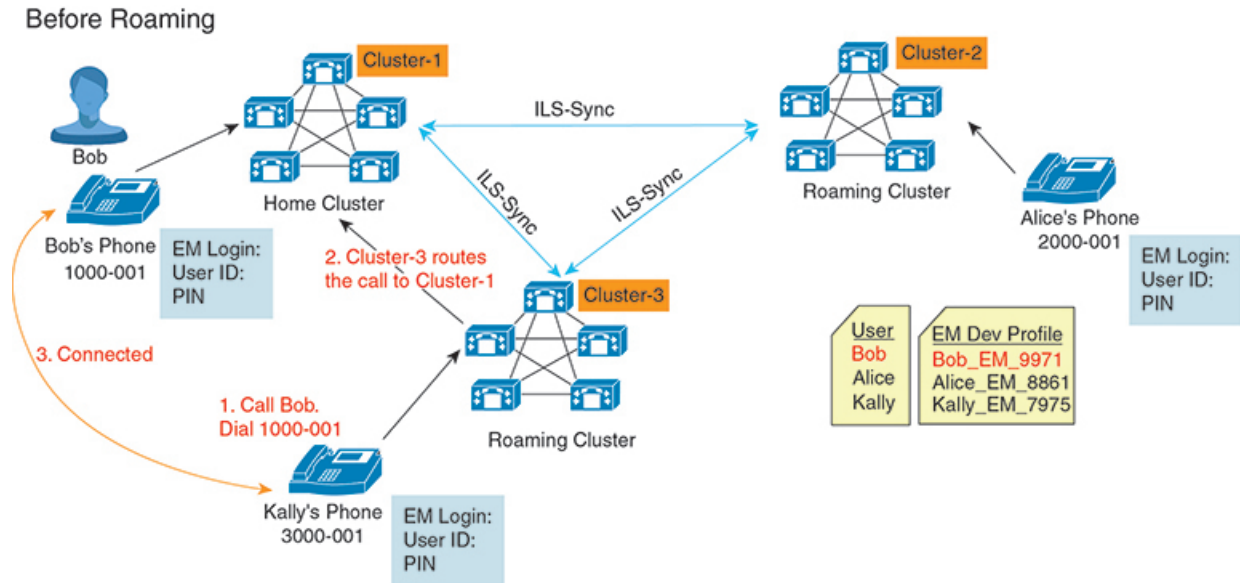 Before Roaming
Cluster-1
Cluster-2
ILS-Sync
Bob
Home Cluster
Roaming Cluster
ILS-Sync
ILS-Sync
Bob's Phone
1000-001
EM Login:
User ID:
PIN
Alice's Phone
2000-001
EM Login:
User ID:
PIN
2. Cluster-3 routes
the call to Cluster-1
Cluster-3
3. Connected
User
Bob
Alice
Kally
EM Dev Profile
Bob_EM_9971
Alice_EM_8861
Kally_EM_7975
1. Call Bob.
Dial 1000-001
Roaming Cluster
Kally's Phone
3000-001
EM Login:
User ID:
PIN